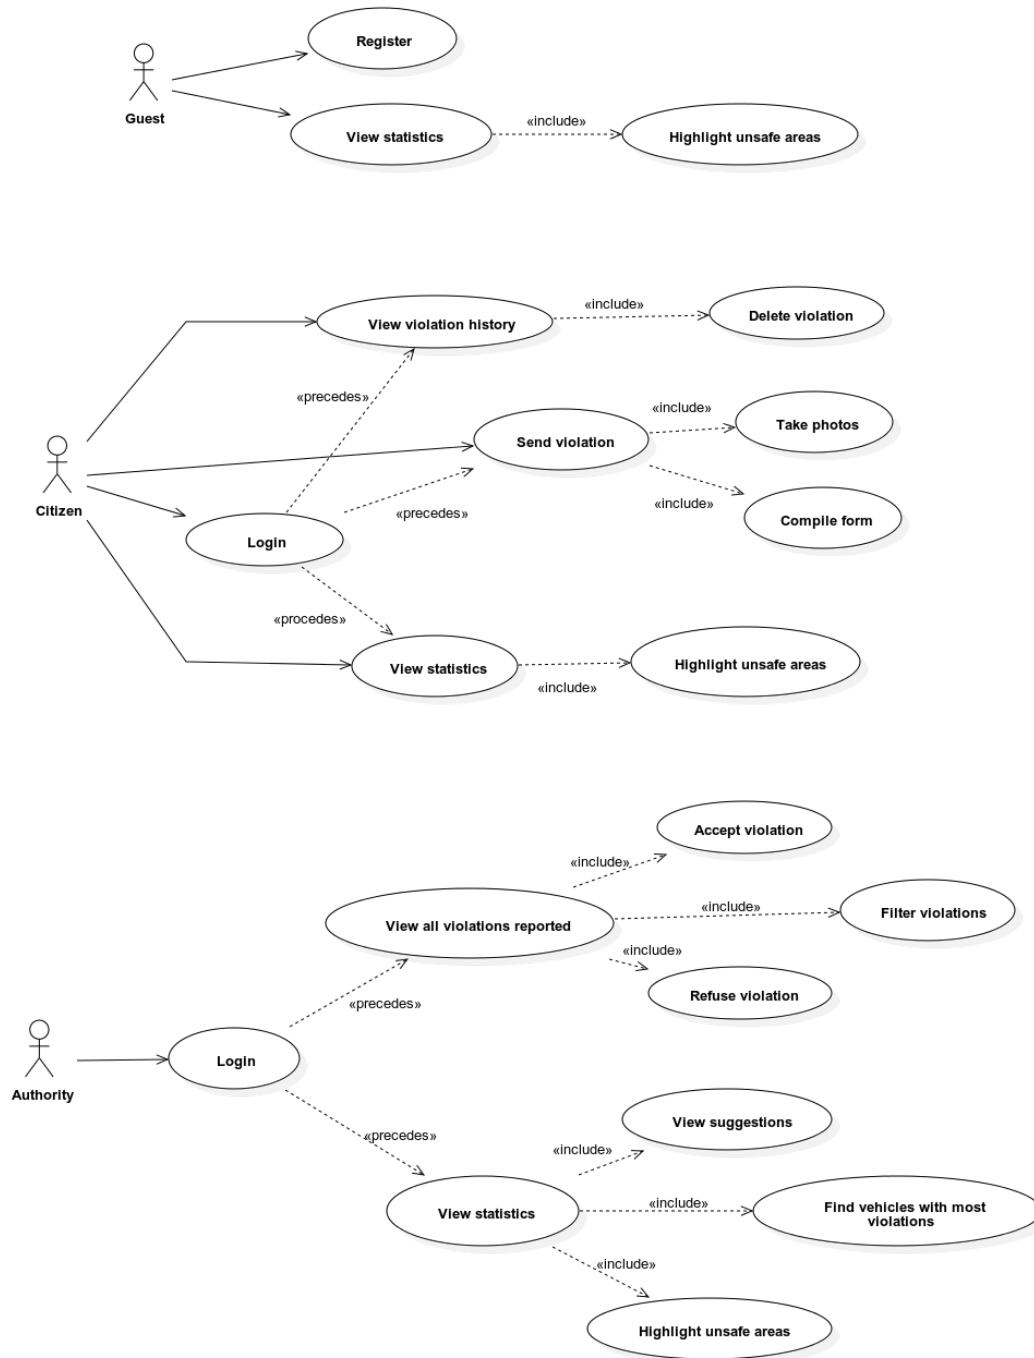 Register
Guest
View statistics
«include»
Highlight unsafe areas
View violation history
«include»
Delete violation
«precedes»
Citizen
Send violation
«include»
Take photos
«include»
Compile form
«precedes»
Login
«procedes»
View statistics
«include»
Highlight unsafe areas
Accept violation
«include»
View all violations reported
«include»
Filter violations
«include»
Refuse violation
«precedes»
Authority
Login
«precedes»
View suggestions
«include»
View statistics
«include»
Find vehicles with most
violations
«include»
Highlight unsafe areas